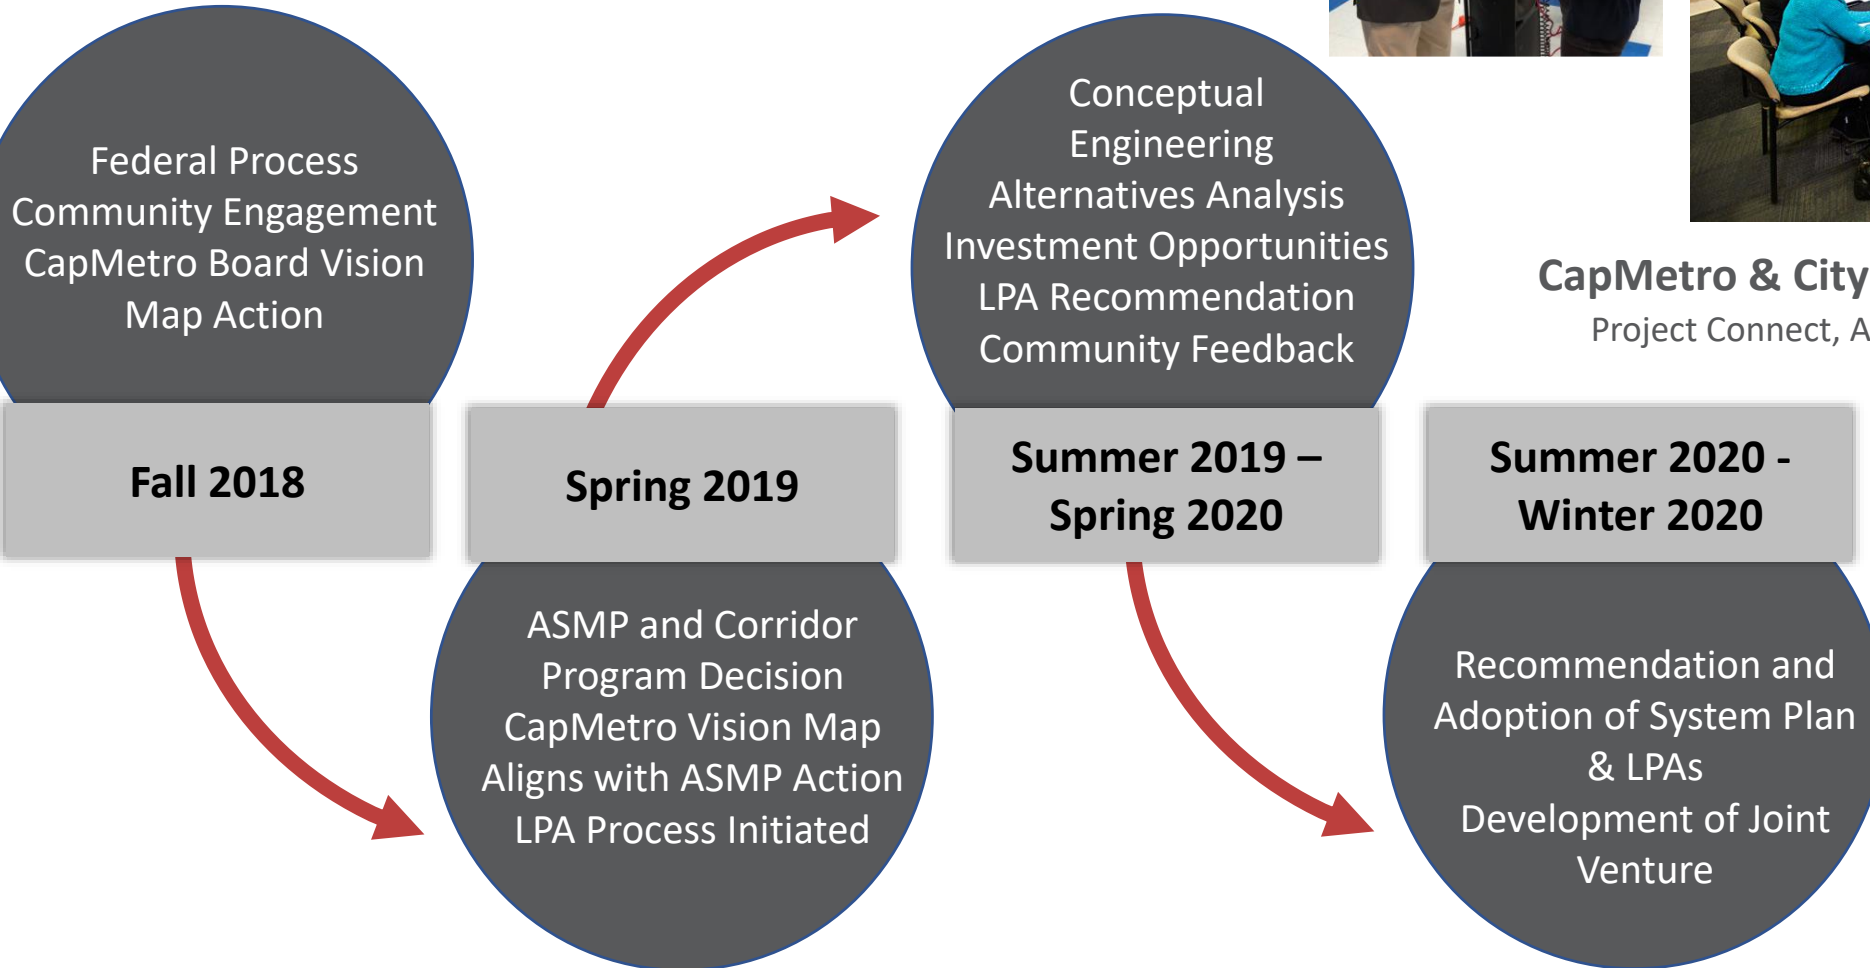 Federal Process
Community Engagement
CapMetro Board Vision
Map Action
Fall 2018
Spring 2019
ASMP and Corridor
Program Decision
CapMetro Vision Map
Aligns with ASMP Action
LPA Process Initiated
Conceptual
Engineering
Alternatives Analysis
Investment Opportunities
LPA Recommendation
Community Feedback
Summer 2019 –
Spring 2020
CapMetro & City
Project Connect, A
Summer 2020 -
Winter 2020
Recommendation and
Adoption of System Plan
& LPAs
Development of Joint
Venture